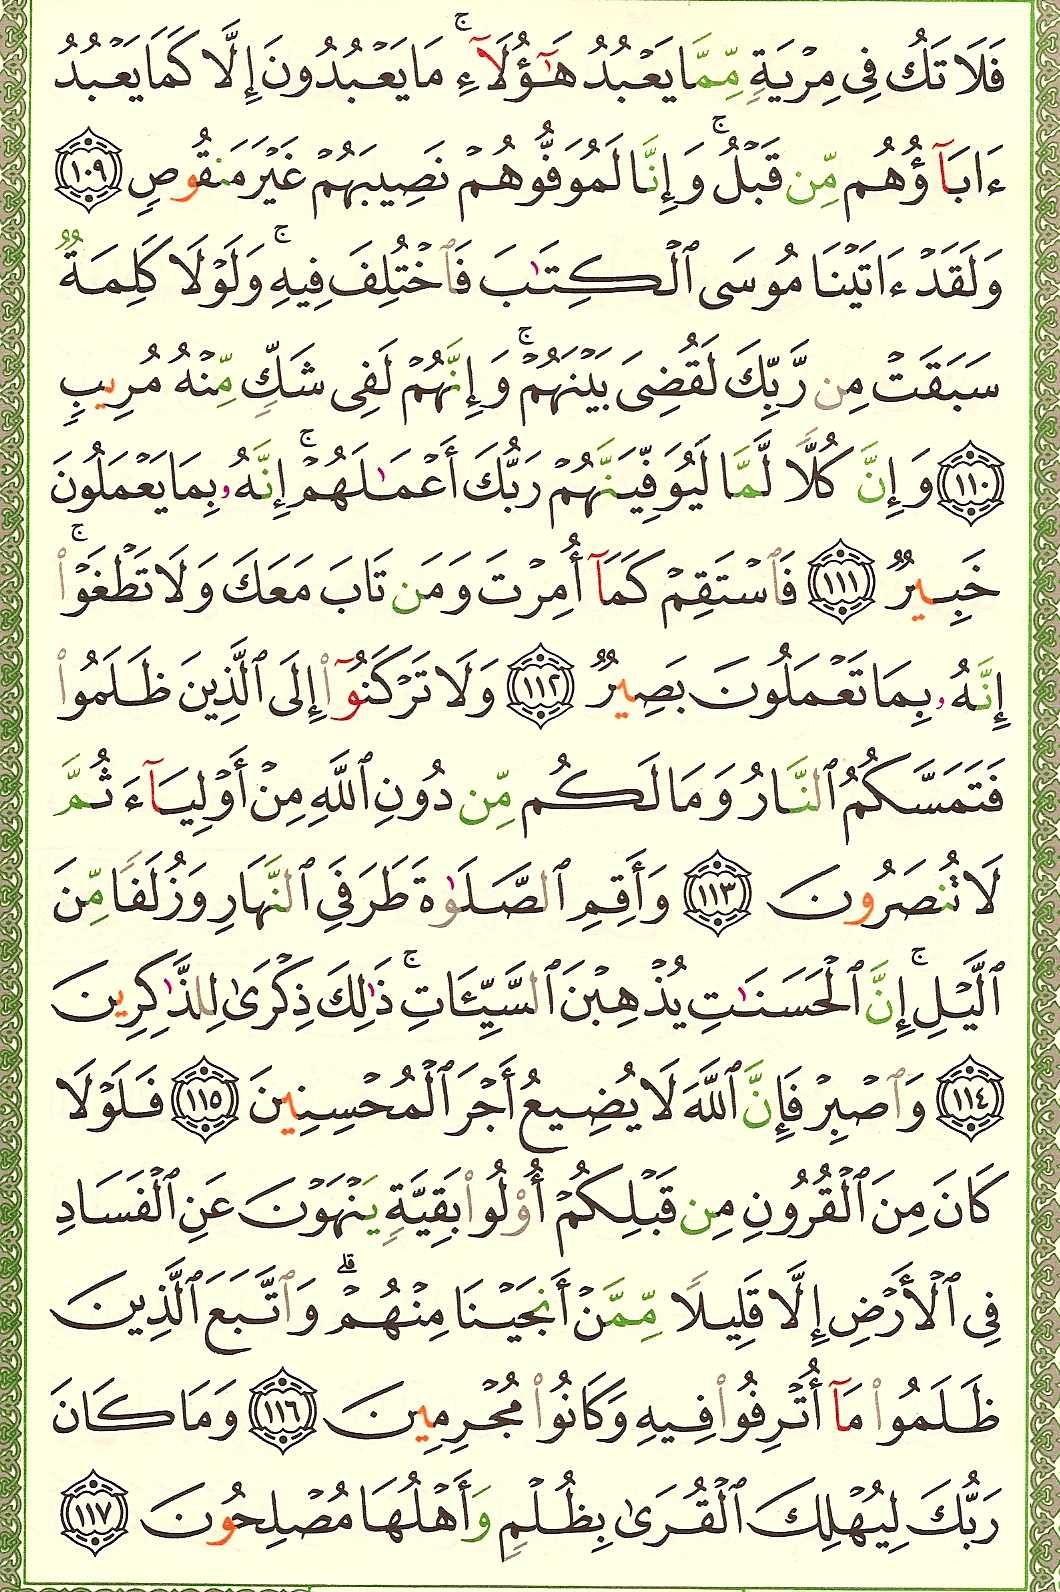 فَلَا تَكُ فِى مِرْيَةٍ مِّمَّا يَعْبُدُ هَٰٓؤُلَآءِ ۚ مَا يَعْبُدُونَ إِلَّا كَمَا يَعْبُدُ
ءَابَآؤُهُم مِّن قَبْلُ ۚ وَإِنَّا لَمُوَفُّوهُمْ نَصِيبَهُمْ غَيْرَ مَنقُوصٍ ١٠٩
وَلَقَدْ ءَاتَيْنَا مُوسَى ٱلْكِتَٰبَ فَٱخْتُلِفَ فِيهِ ۚ وَلَوْلَا كَلِمَةٌ
سَبَقَتْ مِن رَّبِّكَ لَقُضِىَ بَيْنَهُمْ ۚ وَإِنَّهُمْ لَفِى شَكٍّ مِّنْهُ مُرِيبٍ
١١٠ وَإِنَّ كُلًّا لَّمَّا لَيُوَفِّيَنَّهُمْ رَبُّكَ أَعْمَٰلَهُمْ ۚ إِنَّهُۥ بِمَا يَعْمَلُونَ
خَبِيرٌ ١١١ فَٱسْتَقِمْ كَمَآ أُمِرْتَ وَمَن تَابَ مَعَكَ وَلَا تَطْغَوْا۟ ۚ
إِنَّهُۥ بِمَا تَعْمَلُونَ بَصِيرٌ ١١٢ وَلَا تَرْكَنُوٓا۟ إِلَى ٱلَّذِينَ ظَلَمُوا۟
فَتَمَسَّكُمُ ٱلنَّارُ وَمَا لَكُم مِّن دُونِ ٱللَّهِ مِنْ أَوْلِيَآءَ ثُمَّ
لَا تُنصَرُونَ ١١٣ وَأَقِمِ ٱلصَّلَوٰةَ طَرَفَىِ ٱلنَّهَارِ وَزُلَفًا مِّنَ
ٱلَّيْلِ ۚ إِنَّ ٱلْحَسَنَٰتِ يُذْهِبْنَ ٱلسَّيِّـَٔاتِ ۚ ذَٰلِكَ ذِكْرَىٰ لِلذَّٰكِرِينَ
١١٤ وَٱصْبِرْ فَإِنَّ ٱللَّهَ لَا يُضِيعُ أَجْرَ ٱلْمُحْسِنِينَ ١١٥ فَلَوْلَا
كَانَ مِنَ ٱلْقُرُونِ مِن قَبْلِكُمْ أُو۟لُوا۟ بَقِيَّةٍ يَنْهَوْنَ عَنِ ٱلْفَسَادِ
فِى ٱلْأَرْضِ إِلَّا قَلِيلًا مِّمَّنْ أَنجَيْنَا مِنْهُمْ ۗ وَٱتَّبَعَ ٱلَّذِينَ
ظَلَمُوا۟ مَآ أُتْرِفُوا۟ فِيهِ وَكَانُوا۟ مُجْرِمِينَ ١١٦ وَمَا كَانَ
رَبُّكَ لِيُهْلِكَ ٱلْقُرَىٰ بِظُلْمٍ وَأَهْلُهَا مُصْلِحُونَ ١١٧